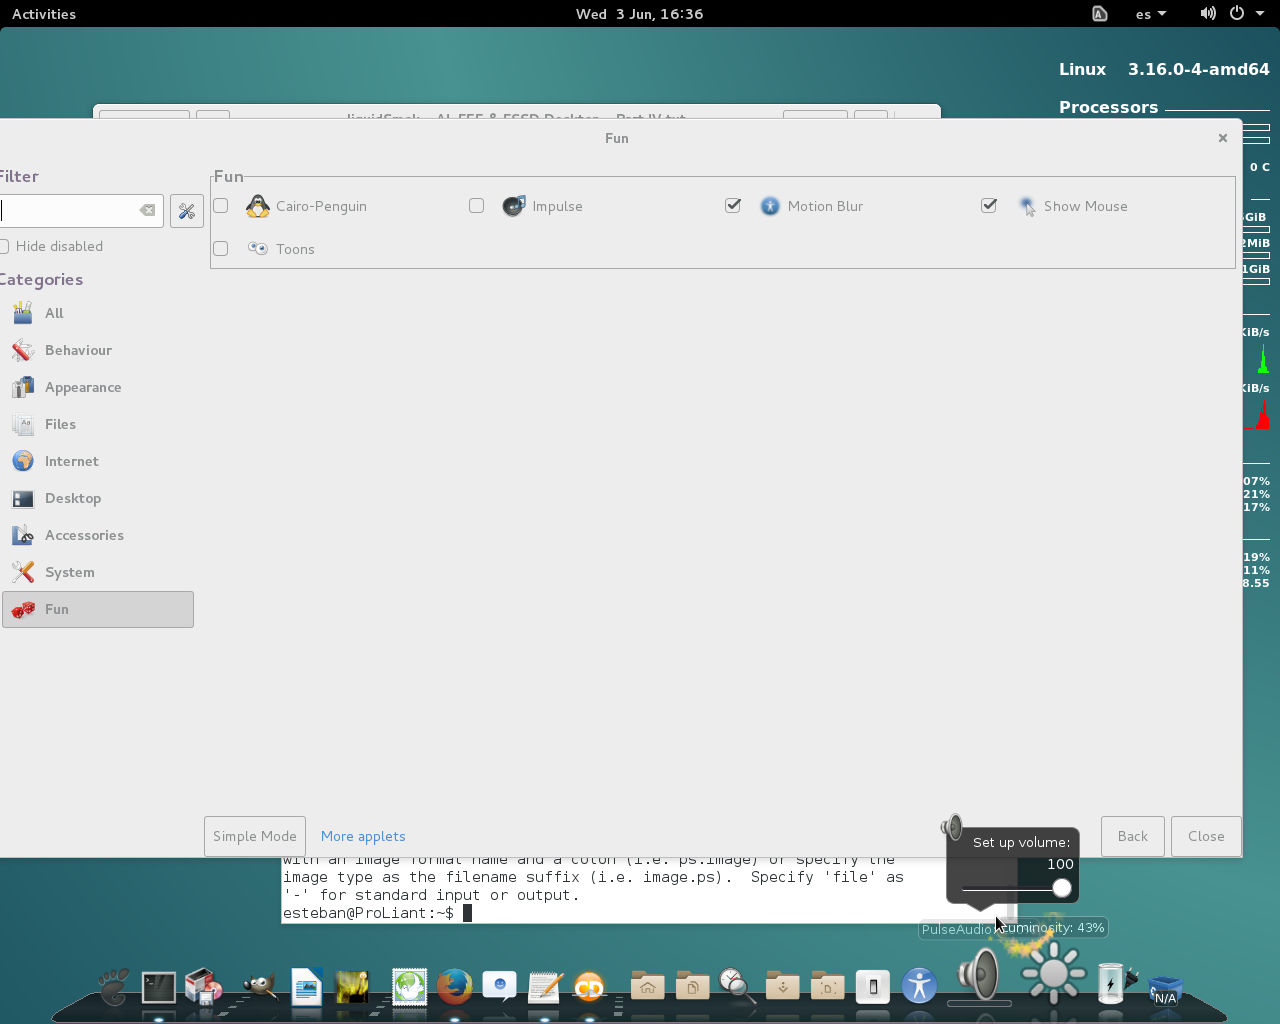 Activities
Wed 3 Jun, 16:36
es
Linux 3.16.0-4-amd64
Processors
0 C
Fun
Filter
Hide disabled
Categories
All
Behaviour
Appearance
Files
Internet
Desktop
Accessories
System
Fun
Fun
Cairo-Penguin
Impulse
Motion Blur
Show Mouse
Toons
GiB
2MiB
1GiB
KiB/s
KiB/s
07%
21%
17%
19%
11%
8.55
Simple Mode
More applets
Back
Close
Set up volume:
100
with an image format name and a colon (i.e. ps:image) or specify the
image type as the filename suffix (i.e. image.ps). Specify 'file' as
'-' for standard input or output.
esteban@ProLiant:~$
PulseAudio
Luminosity: 43%
N/A